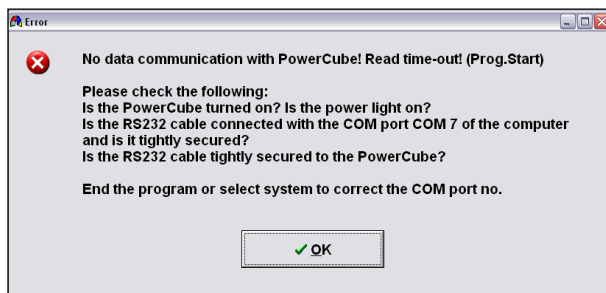 Error
No data communication with PowerCube! Read time-out! (Prog.Start)
Please check the following:
Is the PowerCube turned on? Is the power light on?
Is the RS232 cable connected with the COM port COM 7 of the computer
and is it tightly secured?
Is the RS232 cable tightly secured to the PowerCube?
End the program or select system to correct the COM port no.
OK